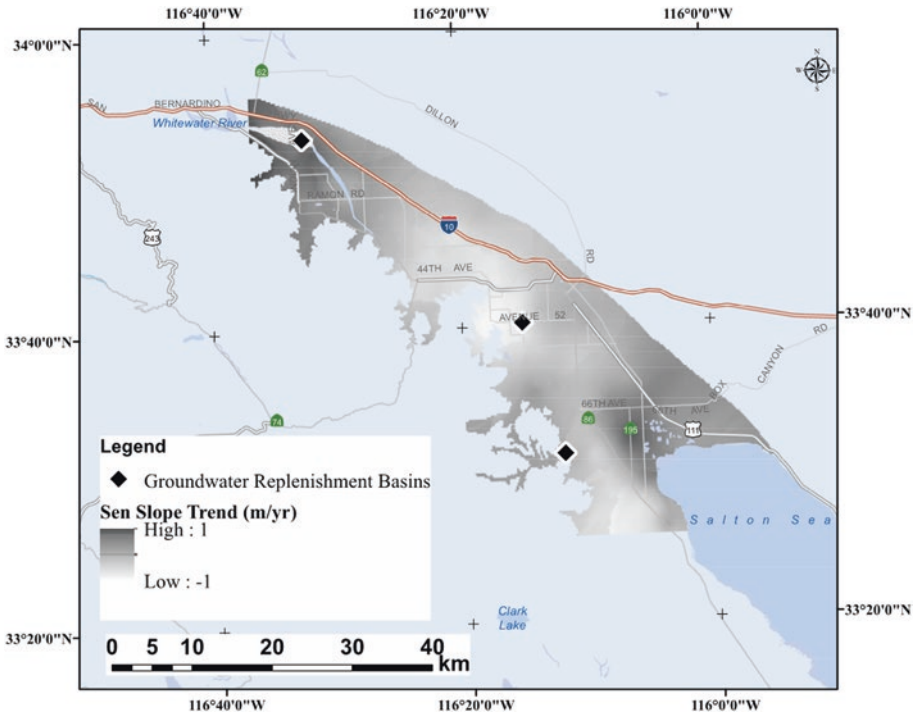 116°40'0"W 116°20'0"W 116°0'0"W
34°0'0"N
N
W E
S
62
SAN BERNARDINO
DILLON
Whitewater River
RAMON RD
243
10
RD
44TH AVE
33°40'0"N
AVENUE 52
33°40'0"N
RD
CANYON
BOX
66TH AVE
66TH AVE
74
86
195
111
Legend
Groundwater Replenishment Basins
Sen Slope Trend (m/yr)
High : 1
Low : -1
Salton Sea
Clark
Lake
33°20'0"N
33°20'0"N
0 5 10 20 30 40
km
116°40'0"W 116°20'0"W 116°0'0"W